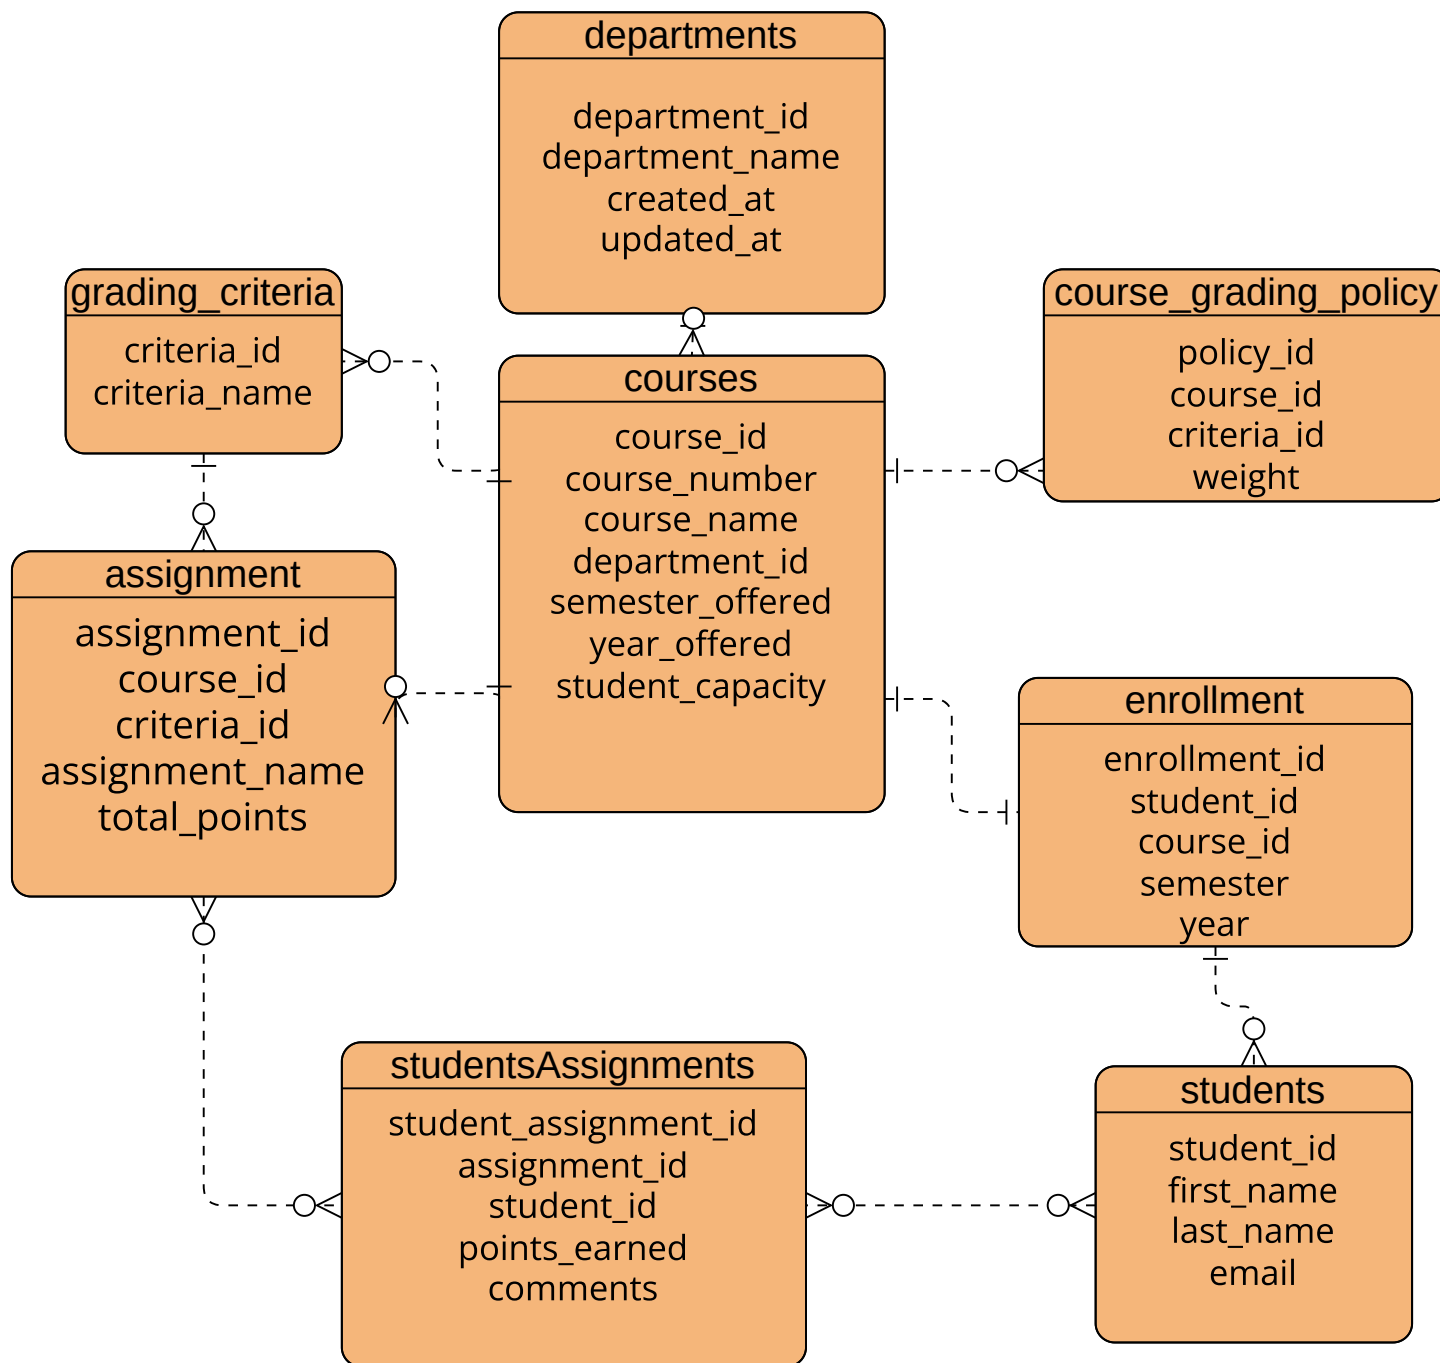 departments
department_id
department_name
created_at
updated_at
grading_criteria
criteria_id
criteria_name
course_grading_policy
policy_id
course_id
criteria_id
weight
courses
course_id
course_number
course_name
department_id
semester_offered
year_offered
student_capacity
assignment
assignment_id
course_id
criteria_id
assignment_name
total_points
enrollment
enrollment_id
student_id
course_id
semester
year
studentsAssignments
student_assignment_id
assignment_id
student_id
points_earned
comments
students
student_id
first_name
last_name
email